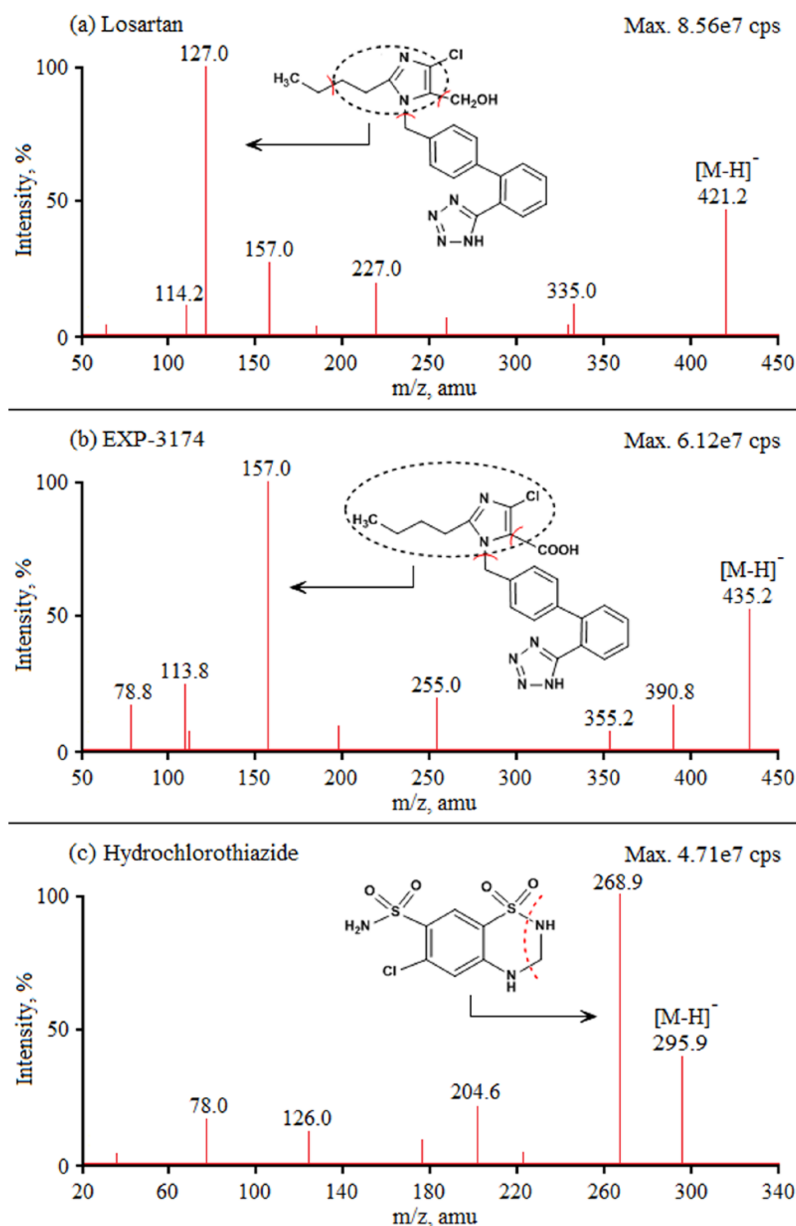 (a) Losartan Max. 8.56e7 cps
127.0
100
Cl
N
H₃C
N
CH₂OH
[M-H]⁻
50
421.2
N
N
N NH
157.0
227.0
114.2
335.0
0
Intensity, %
50 100 150 200 250 300 350 400 450
m/z, amu
(b) EXP-3174 Max. 6.12e7 cps
157.0
100
N Cl
H₃C
N
COOH
[M-H]⁻
435.2
50
N
N
N NH
113.8
78.8
255.0
390.8
355.2
0
Intensity, %
50 100 150 200 250 300 350 400 450
m/z, amu
(c) Hydrochlorothiazide Max. 4.71e7 cps
268.9
100
O O O O
S S
H₂N NH
Cl N
H
[M-H]⁻
50
295.9
204.6
78.0
126.0
0
Intensity, %
20 60 100 140 180 220 260 300 340
m/z, amu